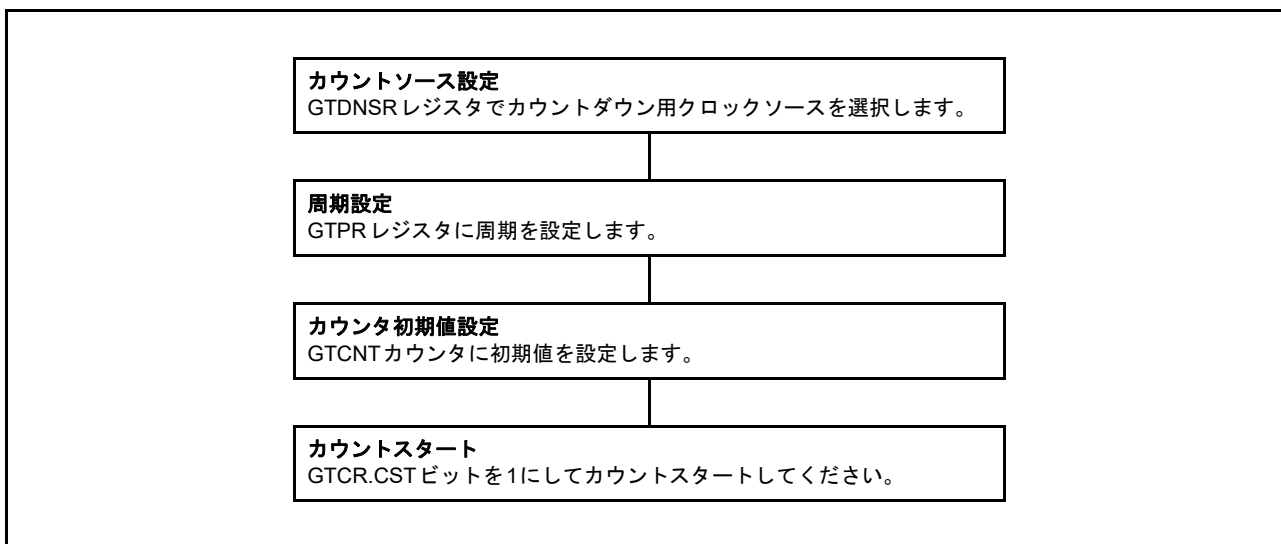 カウントソース設定
GTDNSRレジスタでカウントダウン用クロックソースを選択します。
周期設定
GTPRレジスタに周期を設定します。
カウンタ初期値設定
GTCNTカウンタに初期値を設定します。
カウントスタート
GTCR.CSTビットを1にしてカウントスタートしてください。